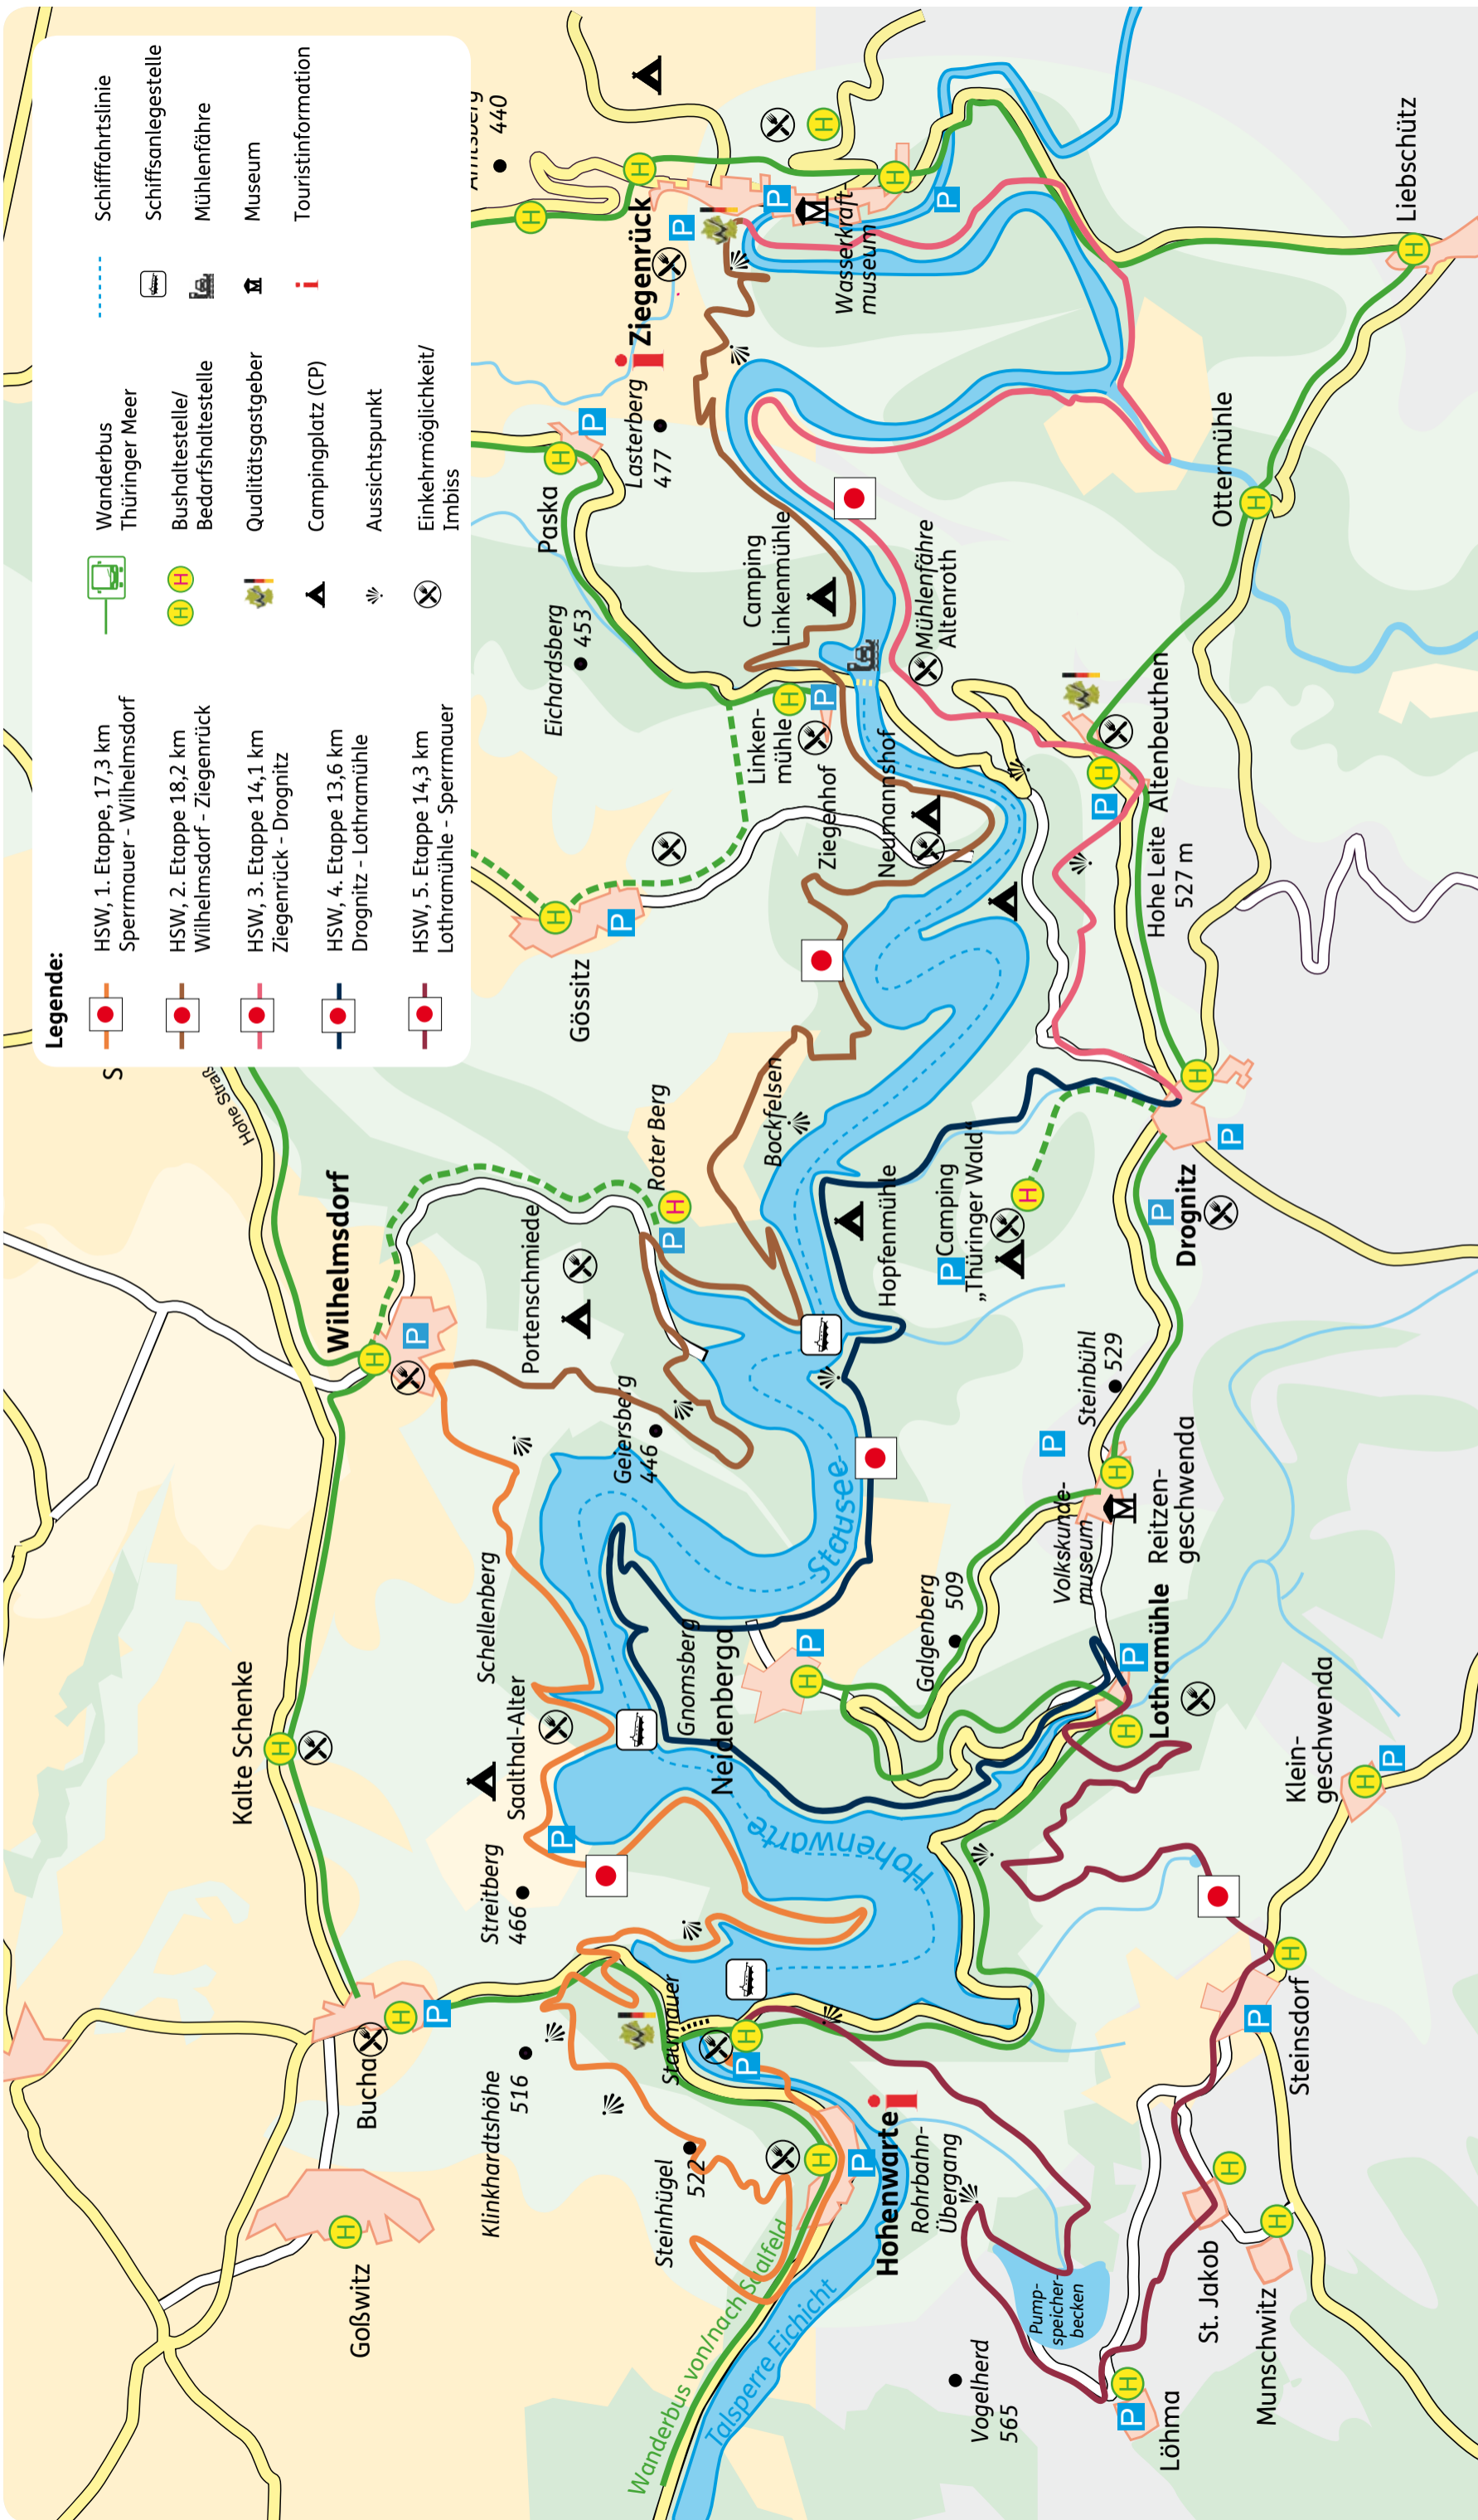 Legende:
HSW, 1. Etappe, 17,3 km
Sperrmauer - Wilhelmsdorf
HSW, 2. Etappe 18,2 km
Wilhelmsdorf - Ziegenrück
HSW, 3. Etappe 14,1 km
Ziegenrück - Drognitz
HSW, 4. Etappe 13,6 km
Drognitz - Lothramühle
HSW, 5. Etappe 14,3 km
Lothramühle - Sperrmauer
Wanderbus
Thüringer Meer
H H
Bushaltestelle/
Bedarfshaltestelle
Qualitätsgastgeber
Campingplatz (CP)
Aussichtspunkt
Einkehrmöglichkeit/
Imbiss
Schifffahrtslinie
Schiffsanlegestelle
Mühlenfähre
M
Museum
i
Touristinformation
S
Hohe Straß
Goßwitz
Bucha
Kalte Schenke
Wilhelmsdorf
Gössitz
Paska
Amtsberg
440
Eichardsberg
453
Lasterberg
477
i
Ziegenrück
Wasserkraft-
museum
M
Klinkhardtshöhe
516
Streitberg
466
Saalthal-Alter
Schellenberg
Portenschmiede
Geiersberg
446
Roter Berg
Bockfelsen
Linken-
mühle
Camping
Linkenmühle
Ziegenhof
Neumannshof
Mühlenfähre
Altenroth
Steinhügel
522
Staumauer
Gnomsberg
Neidenberga
Hohenwarte
Stausee
Hopfenmühle
Camping
„Thüringer Wald“
Hohenwarte
i
Wanderbus von/nach Saalfeld
Talsperre Eichicht
Rohrbahn-
Übergang
Galgenberg
509
Volkskunde-
museum
M
Steinbühl
529
Reitzen-
geschwenda
Lothramühle
Drognitz
Hohe Leite
527 m
Altenbeuthen
Ottermühle
Liebschütz
Vogelherd
565
Pump-
speicher-
becken
Löhma
St. Jakob
Munschwitz
Steinsdorf
Klein-
geschwenda